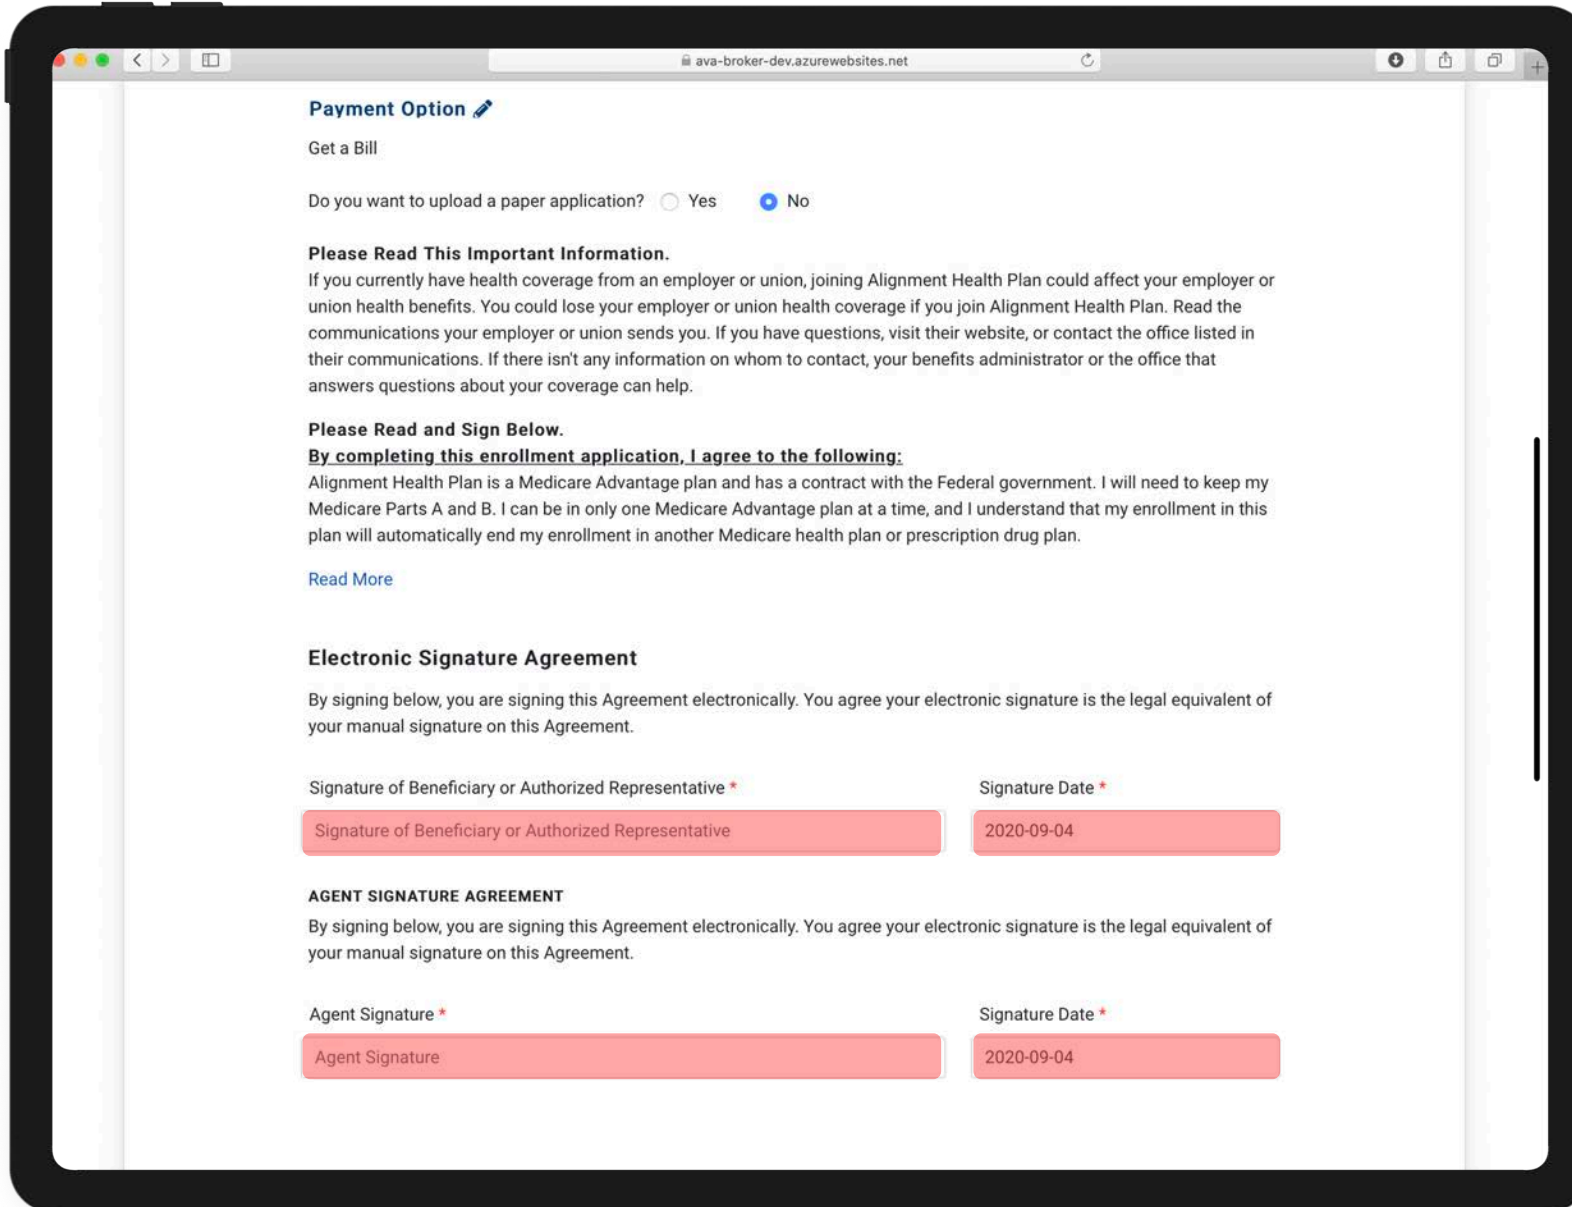 ava-broker-dev.azurewebsites.net
Payment Option
Get a Bill
Do you want to upload a paper application? Yes No
Please Read This Important Information.
If you currently have health coverage from an employer or union, joining Alignment Health Plan could affect your employer or
union health benefits. You could lose your employer or union health coverage if you join Alignment Health Plan. Read the
communications your employer or union sends you. If you have questions, visit their website, or contact the office listed in
their communications. If there isn't any information on whom to contact, your benefits administrator or the office that
answers questions about your coverage can help.
Please Read and Sign Below.
By completing this enrollment application, I agree to the following:
Alignment Health Plan is a Medicare Advantage plan and has a contract with the Federal government. I will need to keep my
Medicare Parts A and B. I can be in only one Medicare Advantage plan at a time, and I understand that my enrollment in this
plan will automatically end my enrollment in another Medicare health plan or prescription drug plan.
Read More
Electronic Signature Agreement
By signing below, you are signing this Agreement electronically. You agree your electronic signature is the legal equivalent of
your manual signature on this Agreement.
Signature of Beneficiary or Authorized Representative * Signature Date *
Signature of Beneficiary or Authorized Representative 2020-09-04
AGENT SIGNATURE AGREEMENT
By signing below, you are signing this Agreement electronically. You agree your electronic signature is the legal equivalent of
your manual signature on this Agreement.
Agent Signature * Signature Date *
Agent Signature 2020-09-04